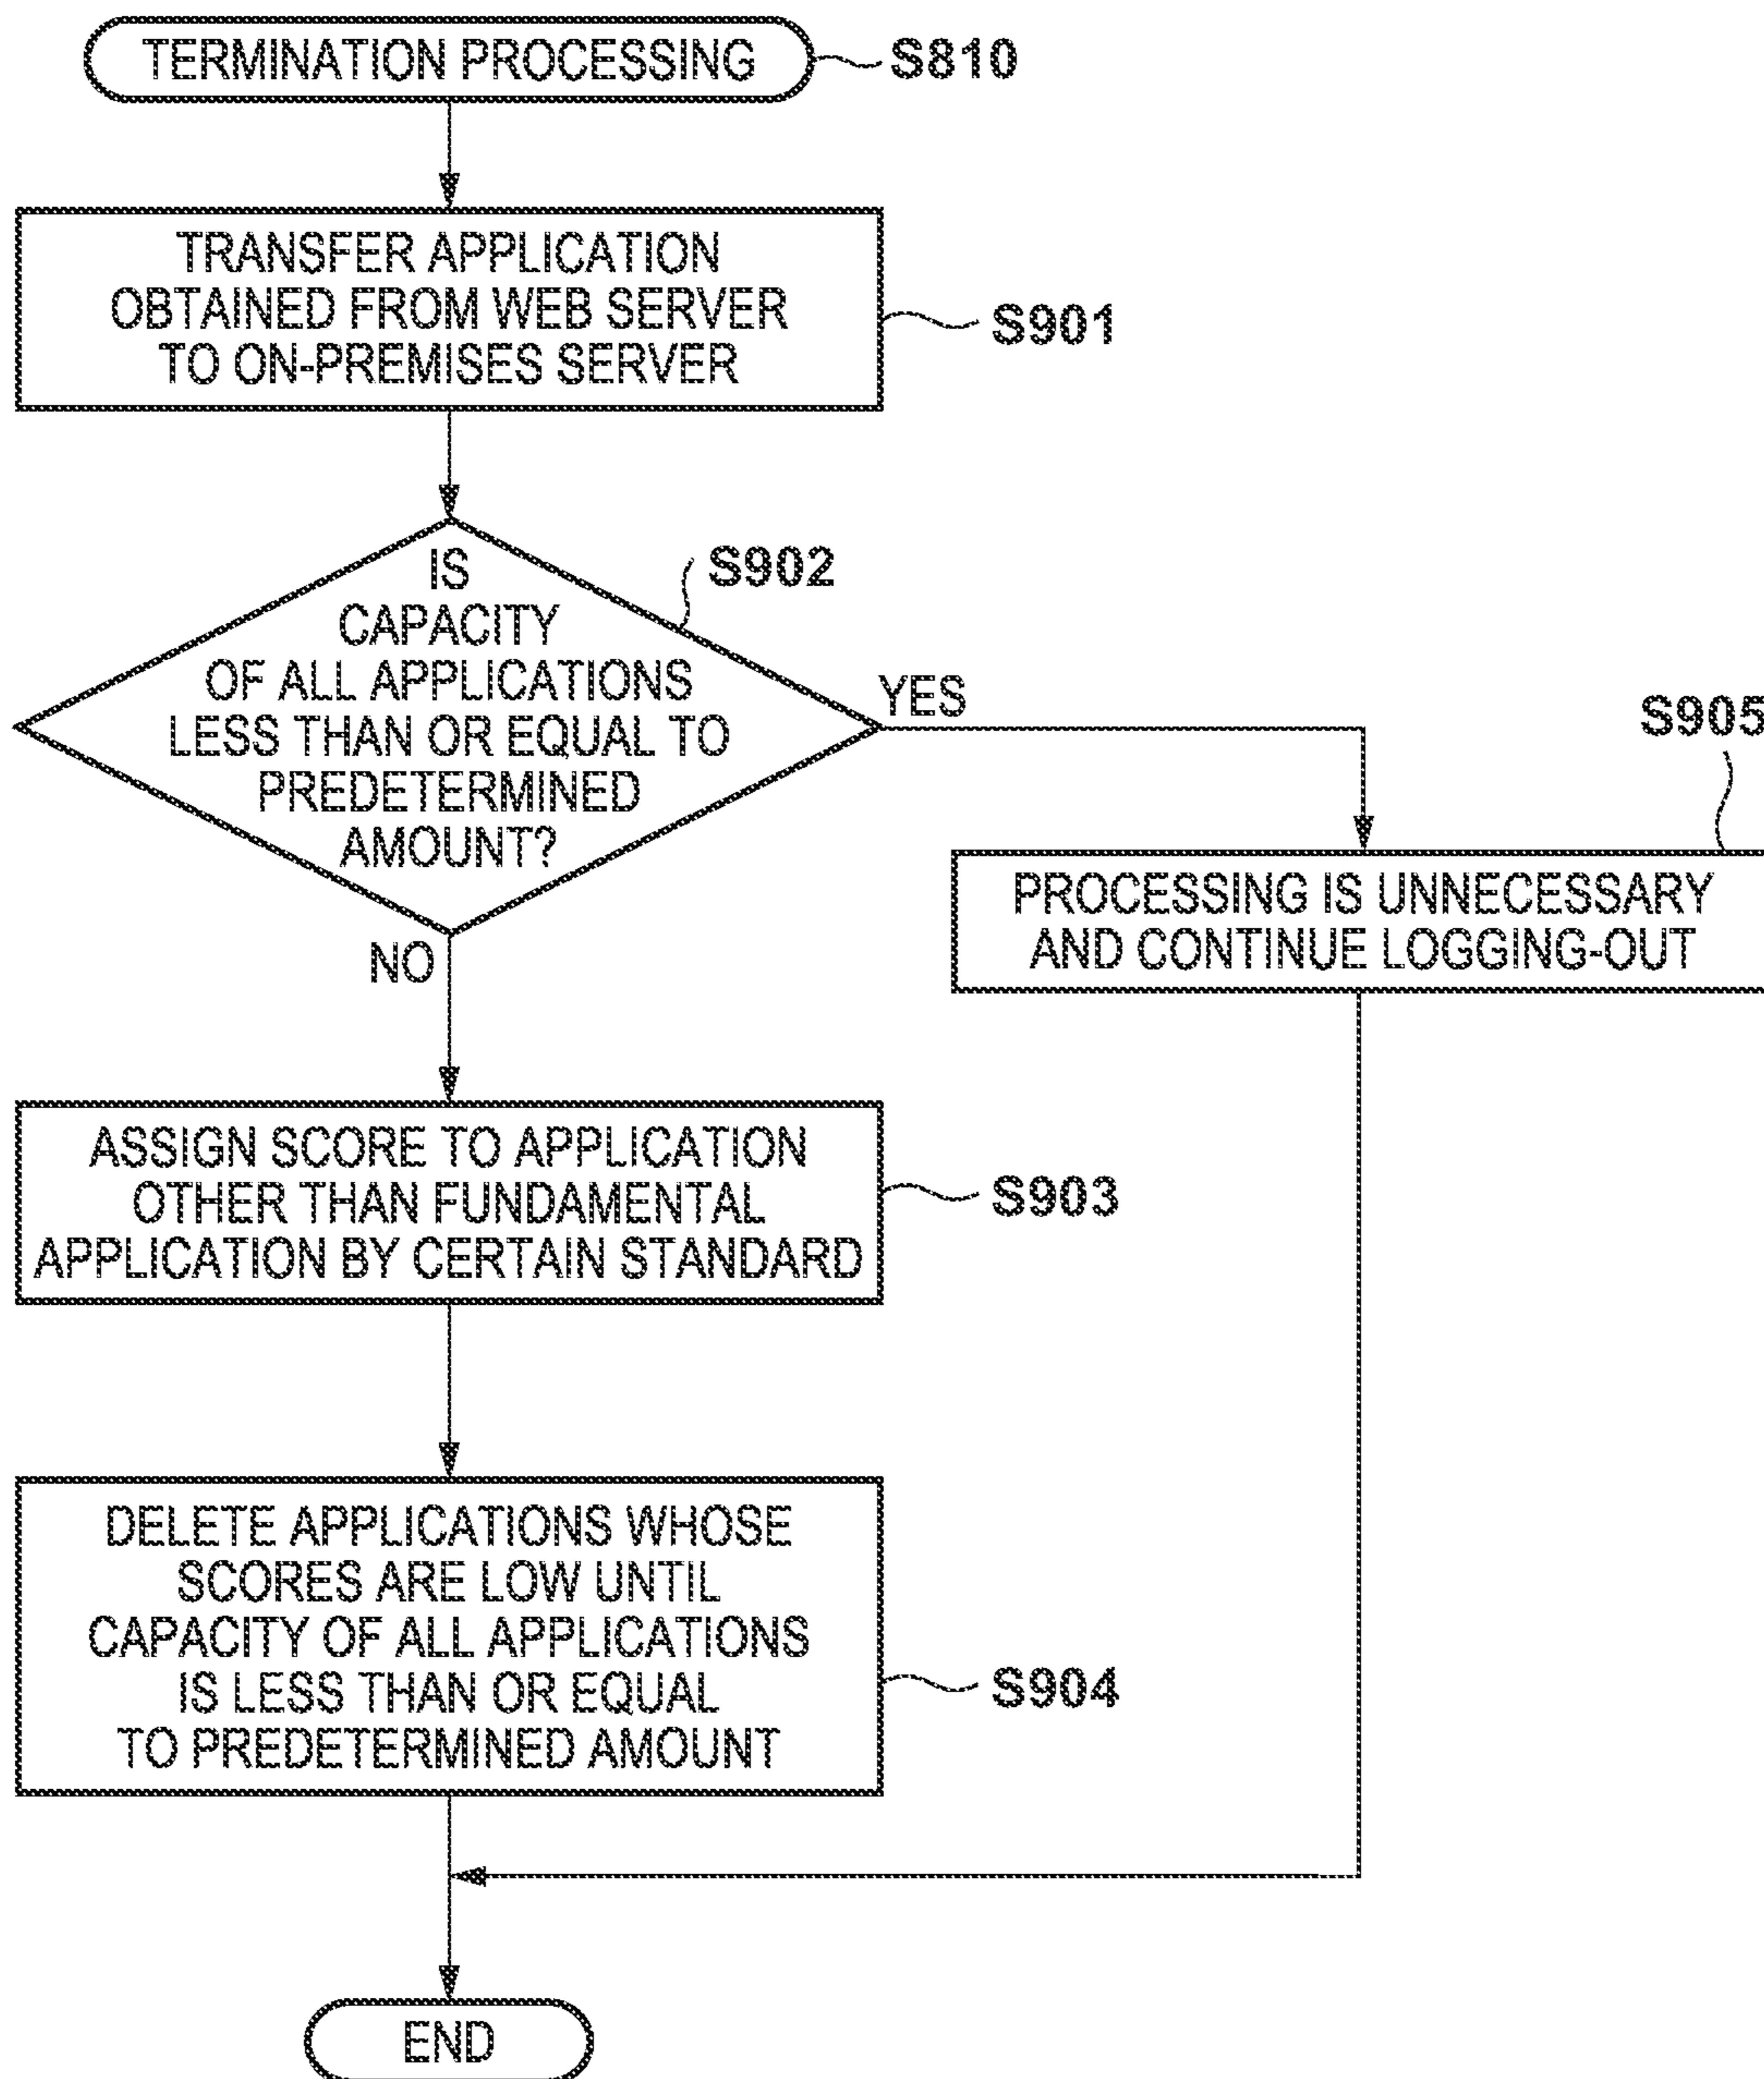 TERMINATION PROCESSING
S810
TRANSFER APPLICATION
OBTAINED FROM WEB SERVER
TO ON-PREMISES SERVER
S901
IS
CAPACITY
OF ALL APPLICATIONS
LESS THAN OR EQUAL TO
PREDETERMINED
AMOUNT?
S902
YES
NO
S905
PROCESSING IS UNNECESSARY
AND CONTINUE LOGGING-OUT
ASSIGN SCORE TO APPLICATION
OTHER THAN FUNDAMENTAL
APPLICATION BY CERTAIN STANDARD
S903
DELETE APPLICATIONS WHOSE
SCORES ARE LOW UNTIL
CAPACITY OF ALL APPLICATIONS
IS LESS THAN OR EQUAL
TO PREDETERMINED AMOUNT
S904
END